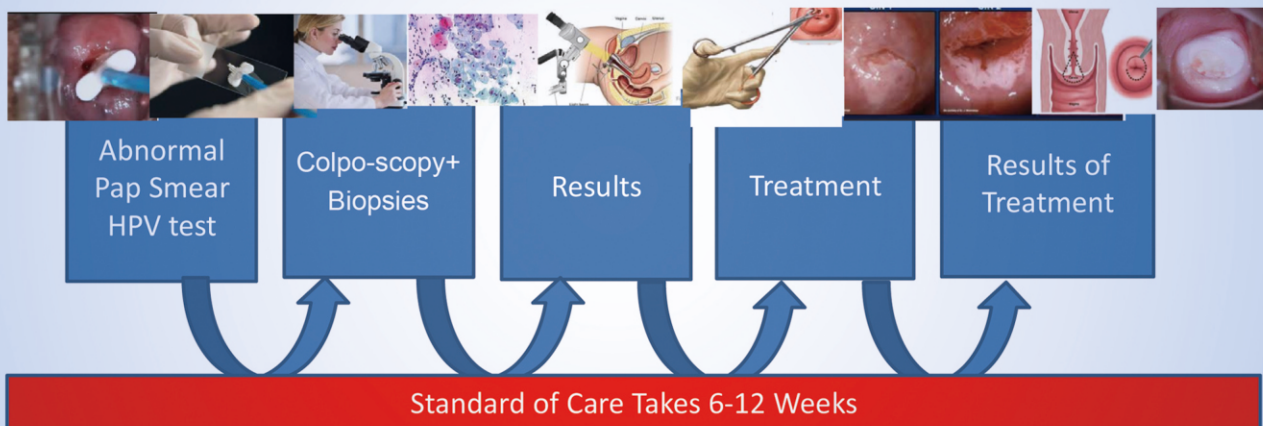 Abnormal
Pap Smear
HPV test
Colpo-scopy+
Biopsies
Results
Treatment
Results of
Treatment
Standard of Care Takes 6-12 Weeks